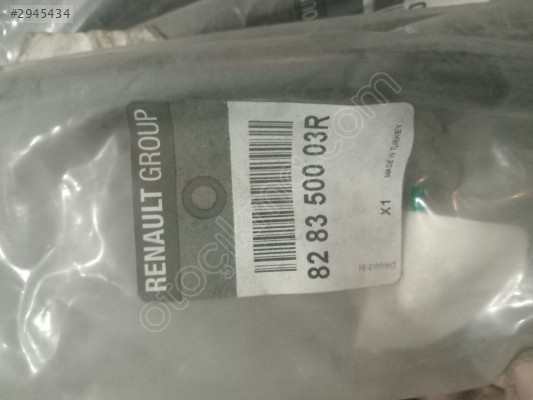 #2945434
RENAULT GROUP
82 83 500 03R
X1
MADE IN TURKEY